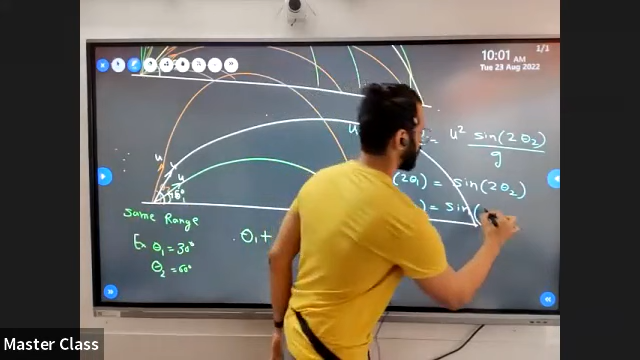 10:01 AM
1/1
Tue 23 Aug 2022
u
u² sin(2θ₂)
= ———
g
u
(2θ₁) = sin(2θ₂)
) = sin(
Same Range
θ₁+
Ex θ₁ = 30°
θ₂ = 60°
Master Class